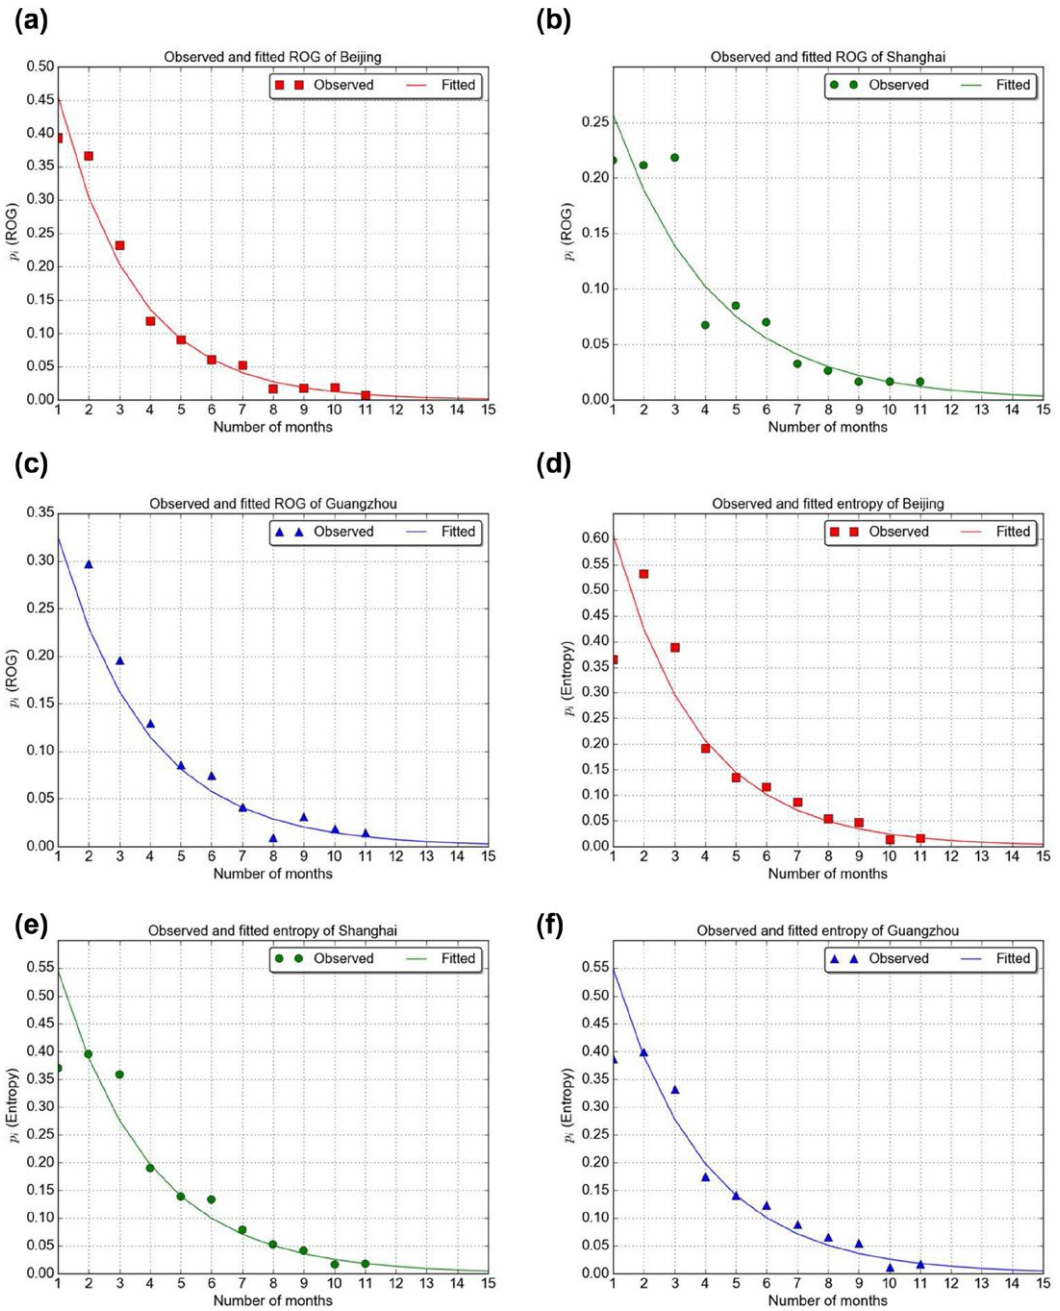 (a)
Observed and fitted ROG of Beijing
Observed Fitted
0.50
0.45
0.40
0.35
0.30
0.25
0.20
0.15
0.10
0.05
0.00
p_i (ROG)
1 2 3 4 5 6 7 8 9 10 11 12 13 14 15
Number of months
(b)
Observed and fitted ROG of Shanghai
Observed Fitted
0.25
0.20
0.15
0.10
0.05
0.00
p_i (ROG)
1 2 3 4 5 6 7 8 9 10 11 12 13 14 15
Number of months
(c)
Observed and fitted ROG of Guangzhou
Observed Fitted
0.35
0.30
0.25
0.20
0.15
0.10
0.05
0.00
p_i (ROG)
1 2 3 4 5 6 7 8 9 10 11 12 13 14 15
Number of months
(d)
Observed and fitted entropy of Beijing
Observed Fitted
0.60
0.55
0.50
0.45
0.40
0.35
0.30
0.25
0.20
0.15
0.10
0.05
0.00
p_i (Entropy)
1 2 3 4 5 6 7 8 9 10 11 12 13 14 15
Number of months
(e)
Observed and fitted entropy of Shanghai
Observed Fitted
0.55
0.50
0.45
0.40
0.35
0.30
0.25
0.20
0.15
0.10
0.05
0.00
p_i (Entropy)
1 2 3 4 5 6 7 8 9 10 11 12 13 14 15
Number of months
(f)
Observed and fitted entropy of Guangzhou
Observed Fitted
0.55
0.50
0.45
0.40
0.35
0.30
0.25
0.20
0.15
0.10
0.05
0.00
p_i (Entropy)
1 2 3 4 5 6 7 8 9 10 11 12 13 14 15
Number of months